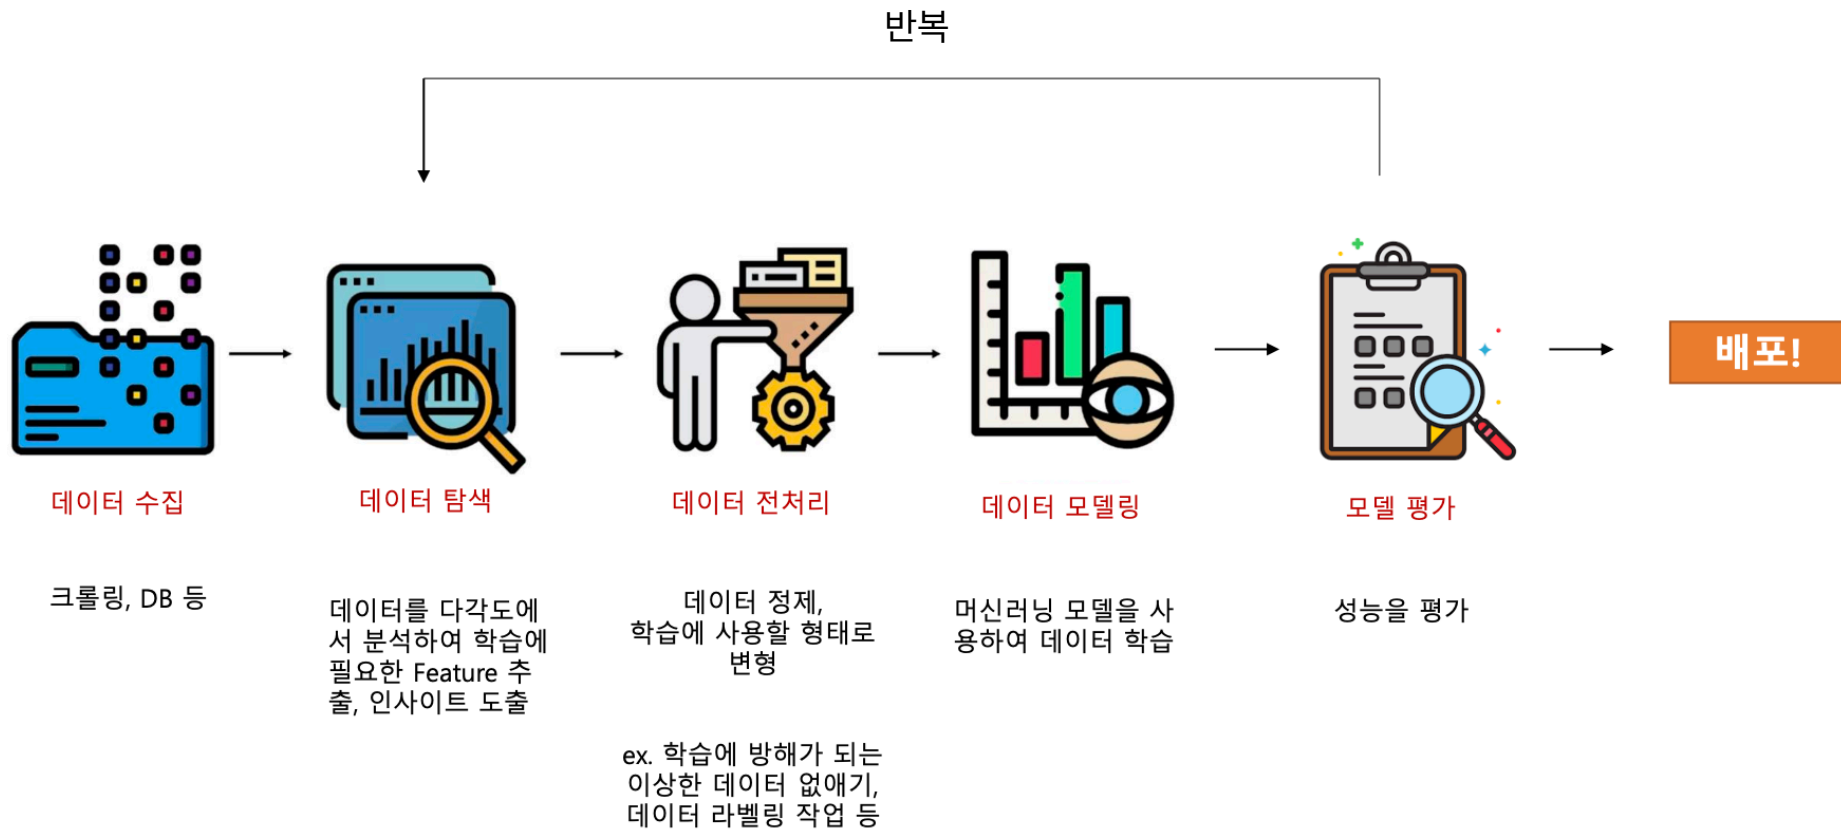 반복
배포!
데이터 수집
데이터 탐색
데이터 전처리
데이터 모델링
모델 평가
크롤링, DB 등
데이터를 다각도에
서 분석하여 학습에
필요한 Feature 추
출, 인사이트 도출
데이터 정제,
학습에 사용할 형태로
변형
ex. 학습에 방해가 되는
이상한 데이터 없애기,
데이터 라벨링 작업 등
머신러닝 모델을 사
용하여 데이터 학습
성능을 평가